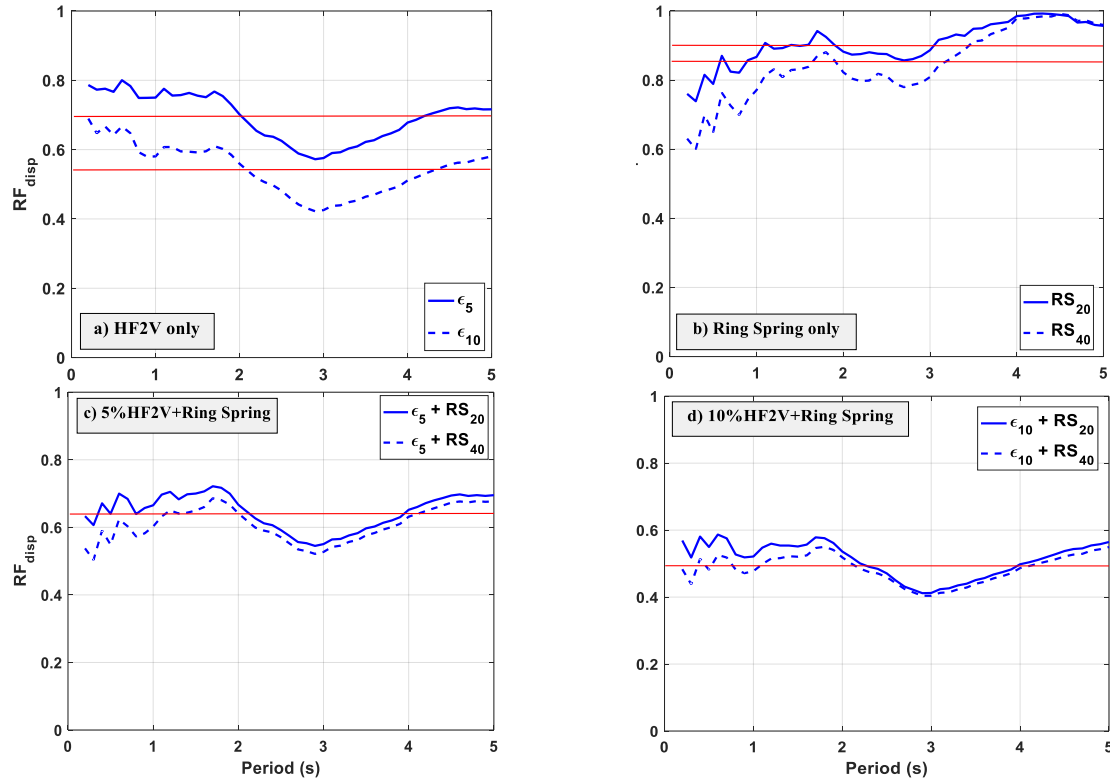 1
0.8
0.6
0.4
0.2
0
RF_disp
0 1 2 3 4 5
a) HF2V only
ϵ_5
ϵ_10
1
0.8
0.6
0.4
0.2
0
0 1 2 3 4 5
b) Ring Spring only
RS_20
RS_40
1
0.8
0.6
0.4
0.2
0
RF_disp
0 1 2 3 4 5
Period (s)
c) 5%HF2V+Ring Spring
ϵ_5 + RS_20
ϵ_5 + RS_40
1
0.8
0.6
0.4
0.2
0
0 1 2 3 4 5
Period (s)
d) 10%HF2V+Ring Spring
ϵ_10 + RS_20
ϵ_10 + RS_40